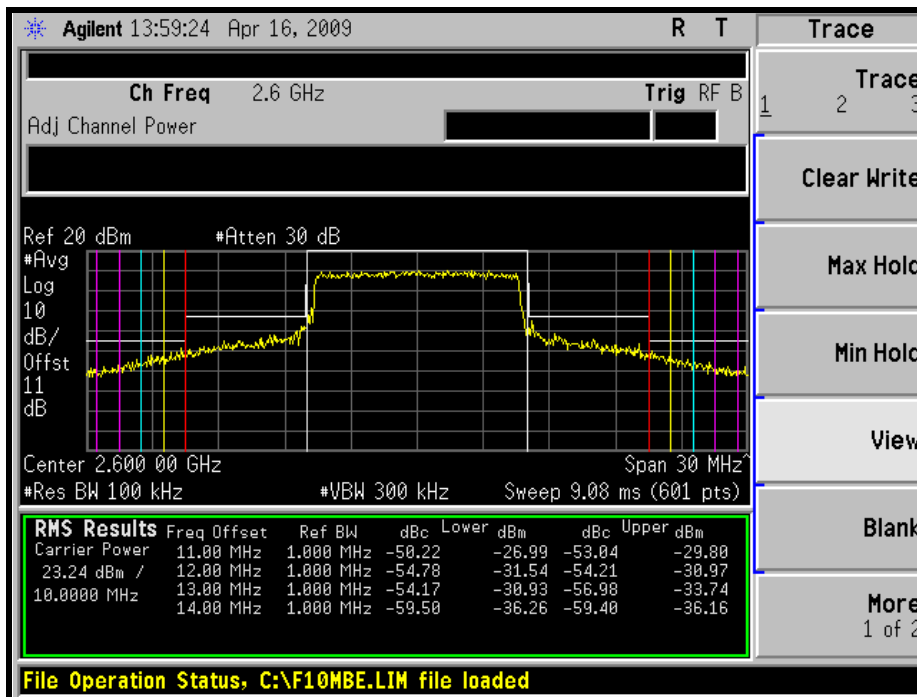 Agilent 13:59:24 Apr 16, 2009 R T
Ch Freq 2.6 GHz Trig RF B
Adj Channel Power
Ref 20 dBm #Atten 30 dB
#Avg
Log
10
dB/
Offst
11
dB
Center 2.600 00 GHz Span 30 MHz^
#Res BW 100 kHz #VBW 300 kHz Sweep 9.08 ms (601 pts)
RMS Results Freq Offset Ref BW dBc Lower dBm dBc Upper dBm
Carrier Power 11.00 MHz 1.000 MHz -50.22 -26.99 -53.04 -29.80
23.24 dBm / 12.00 MHz 1.000 MHz -54.78 -31.54 -54.21 -30.97
10.0000 MHz 13.00 MHz 1.000 MHz -54.17 -30.93 -56.98 -33.74
14.00 MHz 1.000 MHz -59.50 -36.26 -59.40 -36.16
File Operation Status, C:\F10MBE.LIM file loaded
Trace
Trace
1 2 3
Clear Write
Max Hold
Min Hold
View
Blank
More
1 of 2